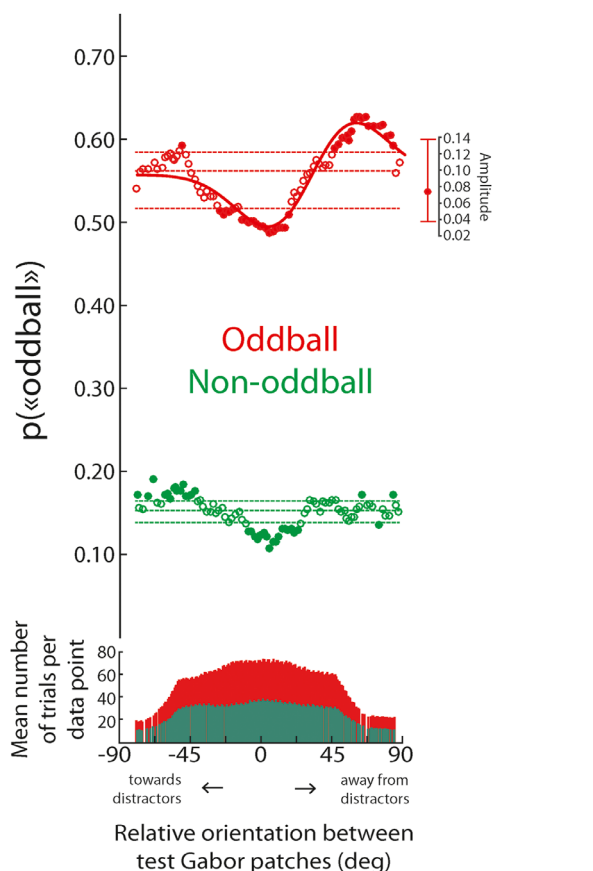 0.70
0.60
0.50
0.40
0.30
0.20
0.10
p(«oddball»)
0.14
0.12
0.10
0.08
0.06
0.04
0.02
Amplitude
Oddball
Non-oddball
Mean number
of trials per
data point
80
60
40
20
-90 -45 0 45 90
towards
distractors
← →
away from
distractors
Relative orientation between
test Gabor patches (deg)